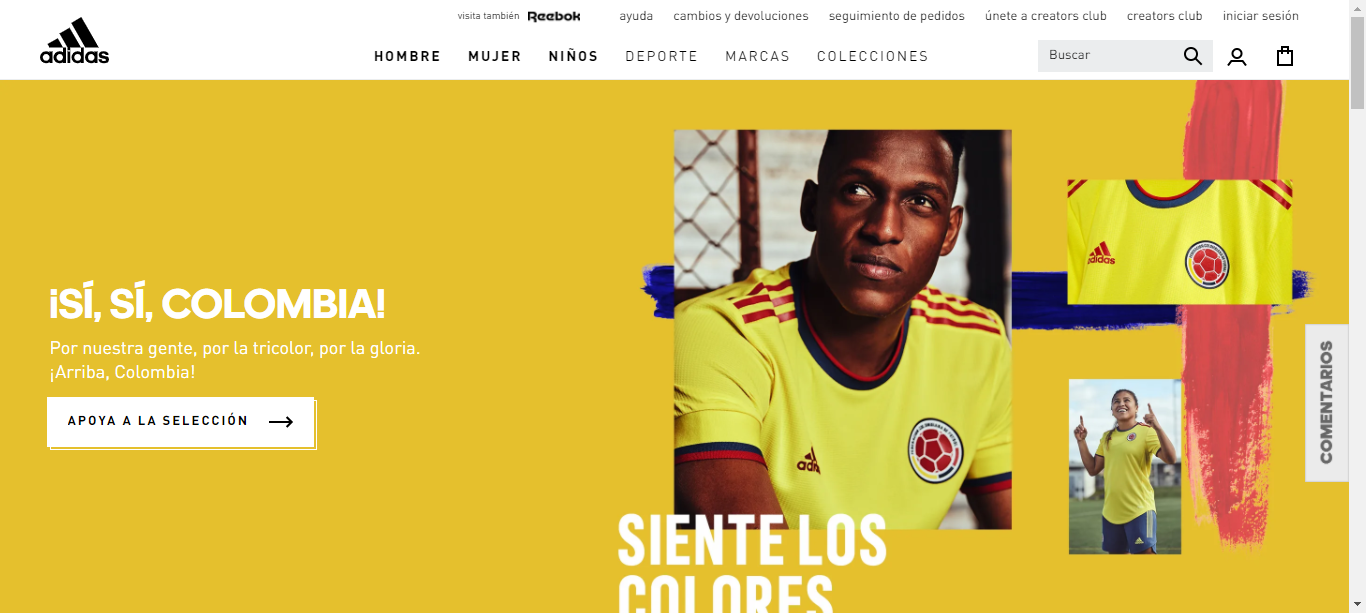 visita también Reebok ayuda cambios y devoluciones seguimiento de pedidos únete a creators club creators club iniciar sesión
adidas
HOMBRE MUJER NIÑOS DEPORTE MARCAS COLECCIONES Buscar
adidas
¡SÍ, SÍ, COLOMBIA!
Por nuestra gente, por la tricolor, por la gloria.
¡Arriba, Colombia!
APOYA A LA SELECCIÓN
COMENTARIOS
adidas
SIENTE LOS
COLORES